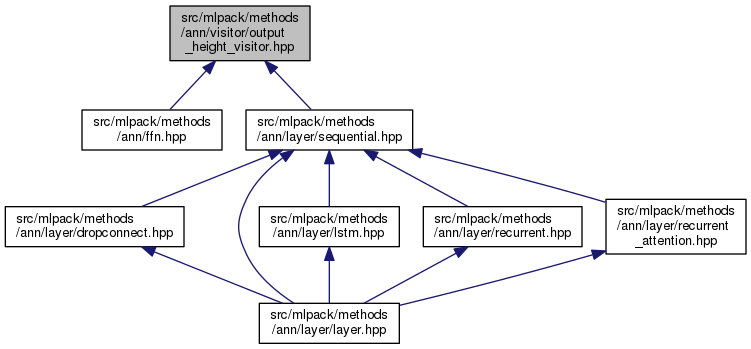 src/mlpack/methods
/ann/visitor/output
_height_visitor.hpp
src/mlpack/methods
/ann/ffn.hpp
src/mlpack/methods
/ann/layer/sequential.hpp
src/mlpack/methods
/ann/layer/dropconnect.hpp
src/mlpack/methods
/ann/layer/lstm.hpp
src/mlpack/methods
/ann/layer/recurrent.hpp
src/mlpack/methods
/ann/layer/recurrent
_attention.hpp
src/mlpack/methods
/ann/layer/layer.hpp